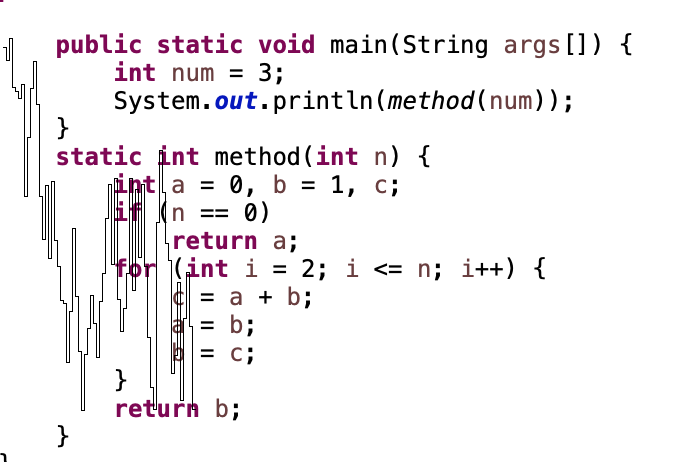 public static void main(String args[]) {
int num = 3;
System.out.println(method(num));
}
static int method(int n) {
int a = 0, b = 1, c;
if (n == 0)
return a;
for (int i = 2; i <= n; i++) {
c = a + b;
a = b;
b = c;
}
return b;
}
}